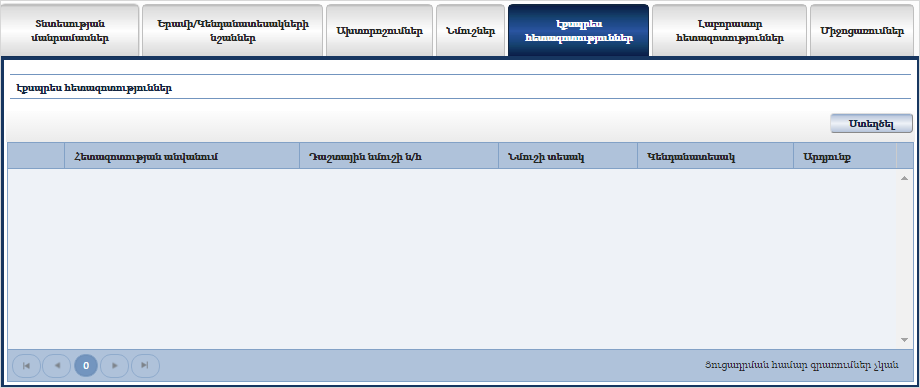 Տնտեսության
մանրամասներ
Երամի/Կենդանատեսակների
նշաններ
Ախտորոշումներ
Նմուշներ
Էքսպրես
հետազոտություններ
Լաբորատոր
հետազոտություններ
Միջոցառումներ
Էքսպրես հետազոտություններ
Ստեղծել
Հետազոտության անվանում
Դաշտային նմուշի ն/հ
Նմուշի տեսակ
Կենդանատեսակ
Արդյունք
0
Ցուցադրման համար գրառումներ չկան